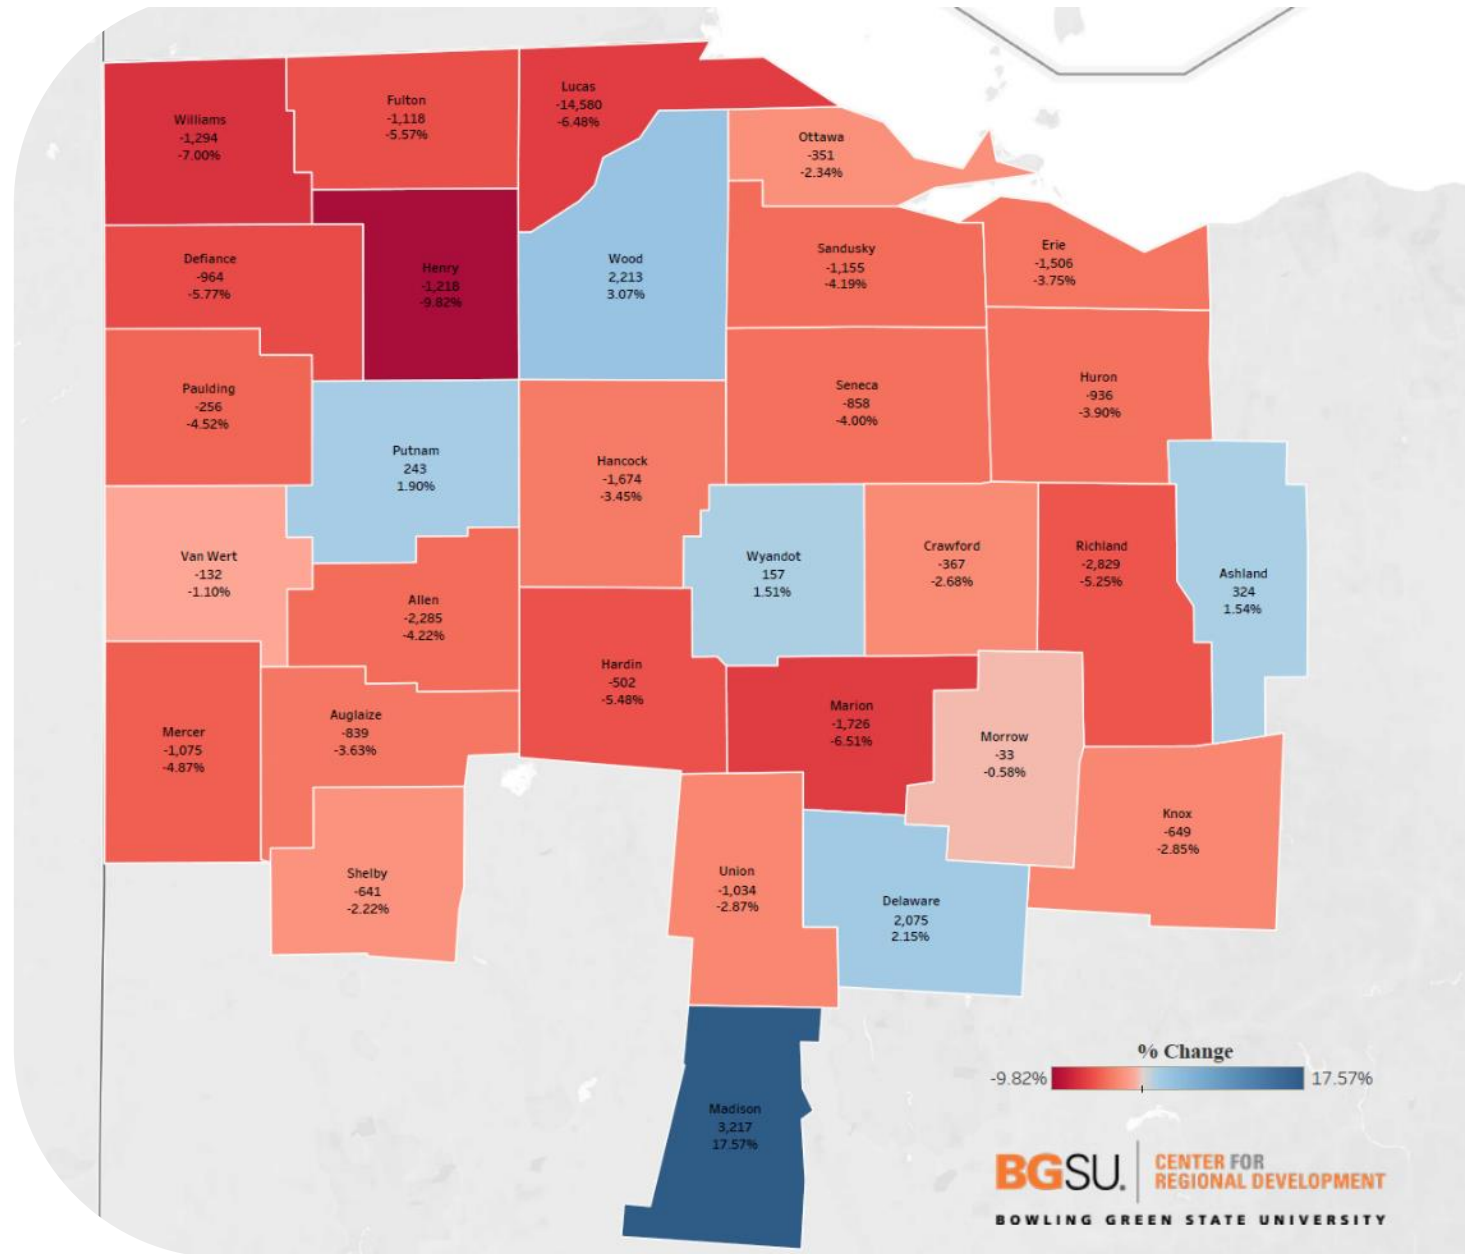 Williams
-1,294
-7.00%
Fulton
-1,118
-5.57%
Lucas
-14,580
-6.48%
Ottawa
-351
-2.34%
Defiance
-964
-5.77%
Henry
-1,218
-9.82%
Wood
2,213
3.07%
Sandusky
-1,155
-4.19%
Erie
-1,506
-3.75%
Paulding
-256
-4.52%
Putnam
243
1.90%
Hancock
-1,674
-3.45%
Seneca
-858
-4.00%
Huron
-936
-3.90%
Van Wert
-132
-1.10%
Allen
-2,285
-4.22%
Wyandot
157
1.51%
Crawford
-367
-2.68%
Richland
-2,829
-5.25%
Ashland
324
1.54%
Mercer
-1,075
-4.87%
Auglaize
-839
-3.63%
Hardin
-502
-5.48%
Marion
-1,726
-6.51%
Morrow
-33
-0.58%
Knox
-649
-2.85%
Shelby
-641
-2.22%
Union
-1,034
-2.87%
Delaware
2,075
2.15%
Madison
3,217
17.57%
% Change
-9.82% 17.57%
BGSU.
CENTER FOR
REGIONAL DEVELOPMENT
BOWLING GREEN STATE UNIVERSITY